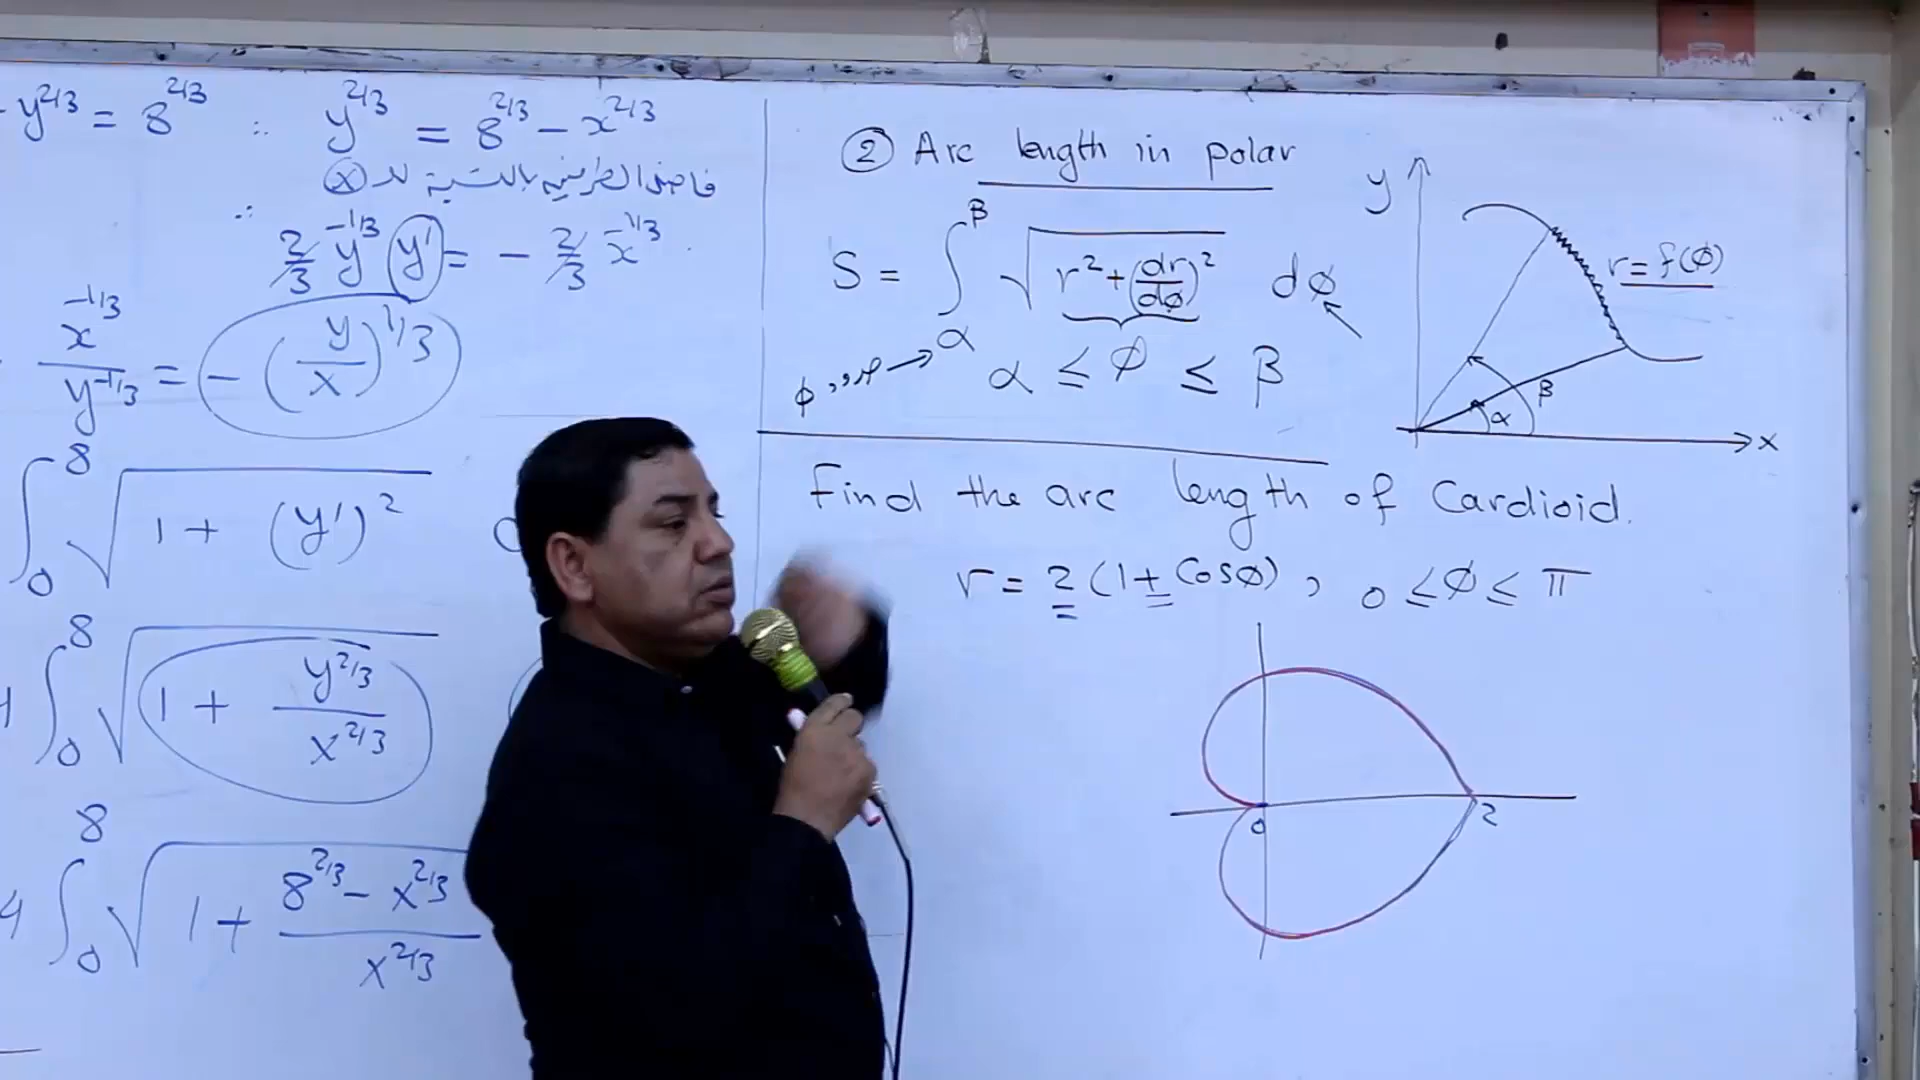 y^{2/3} = 8^{2/3} ∴ y^{2/3} = 8^{2/3} - x^{2/3}
فاضل الطرفين بالنسبة لـ x
∴ 2/3 y^{-1/3} y' = - 2/3 x^{-1/3}
x^{-1/3} / y^{-1/3} = - (y/x)^{1/3}
∫_0^8 √(1 + (y')^2)
∫_0^8 √(1 + y^{2/3} / x^{2/3})
4 ∫_0^8 √(1 + (8^{2/3} - x^{2/3}) / x^{2/3})
② Arc length in polar
S = ∫_α^β √(r^2 + (dr/dφ)^2) dφ
φ → α ≤ φ ≤ β
y
r = f(φ)
β
α
x
Find the arc length of Cardioid.
r = 2 (1 + Cosφ) , 0 ≤ φ ≤ π
0 2